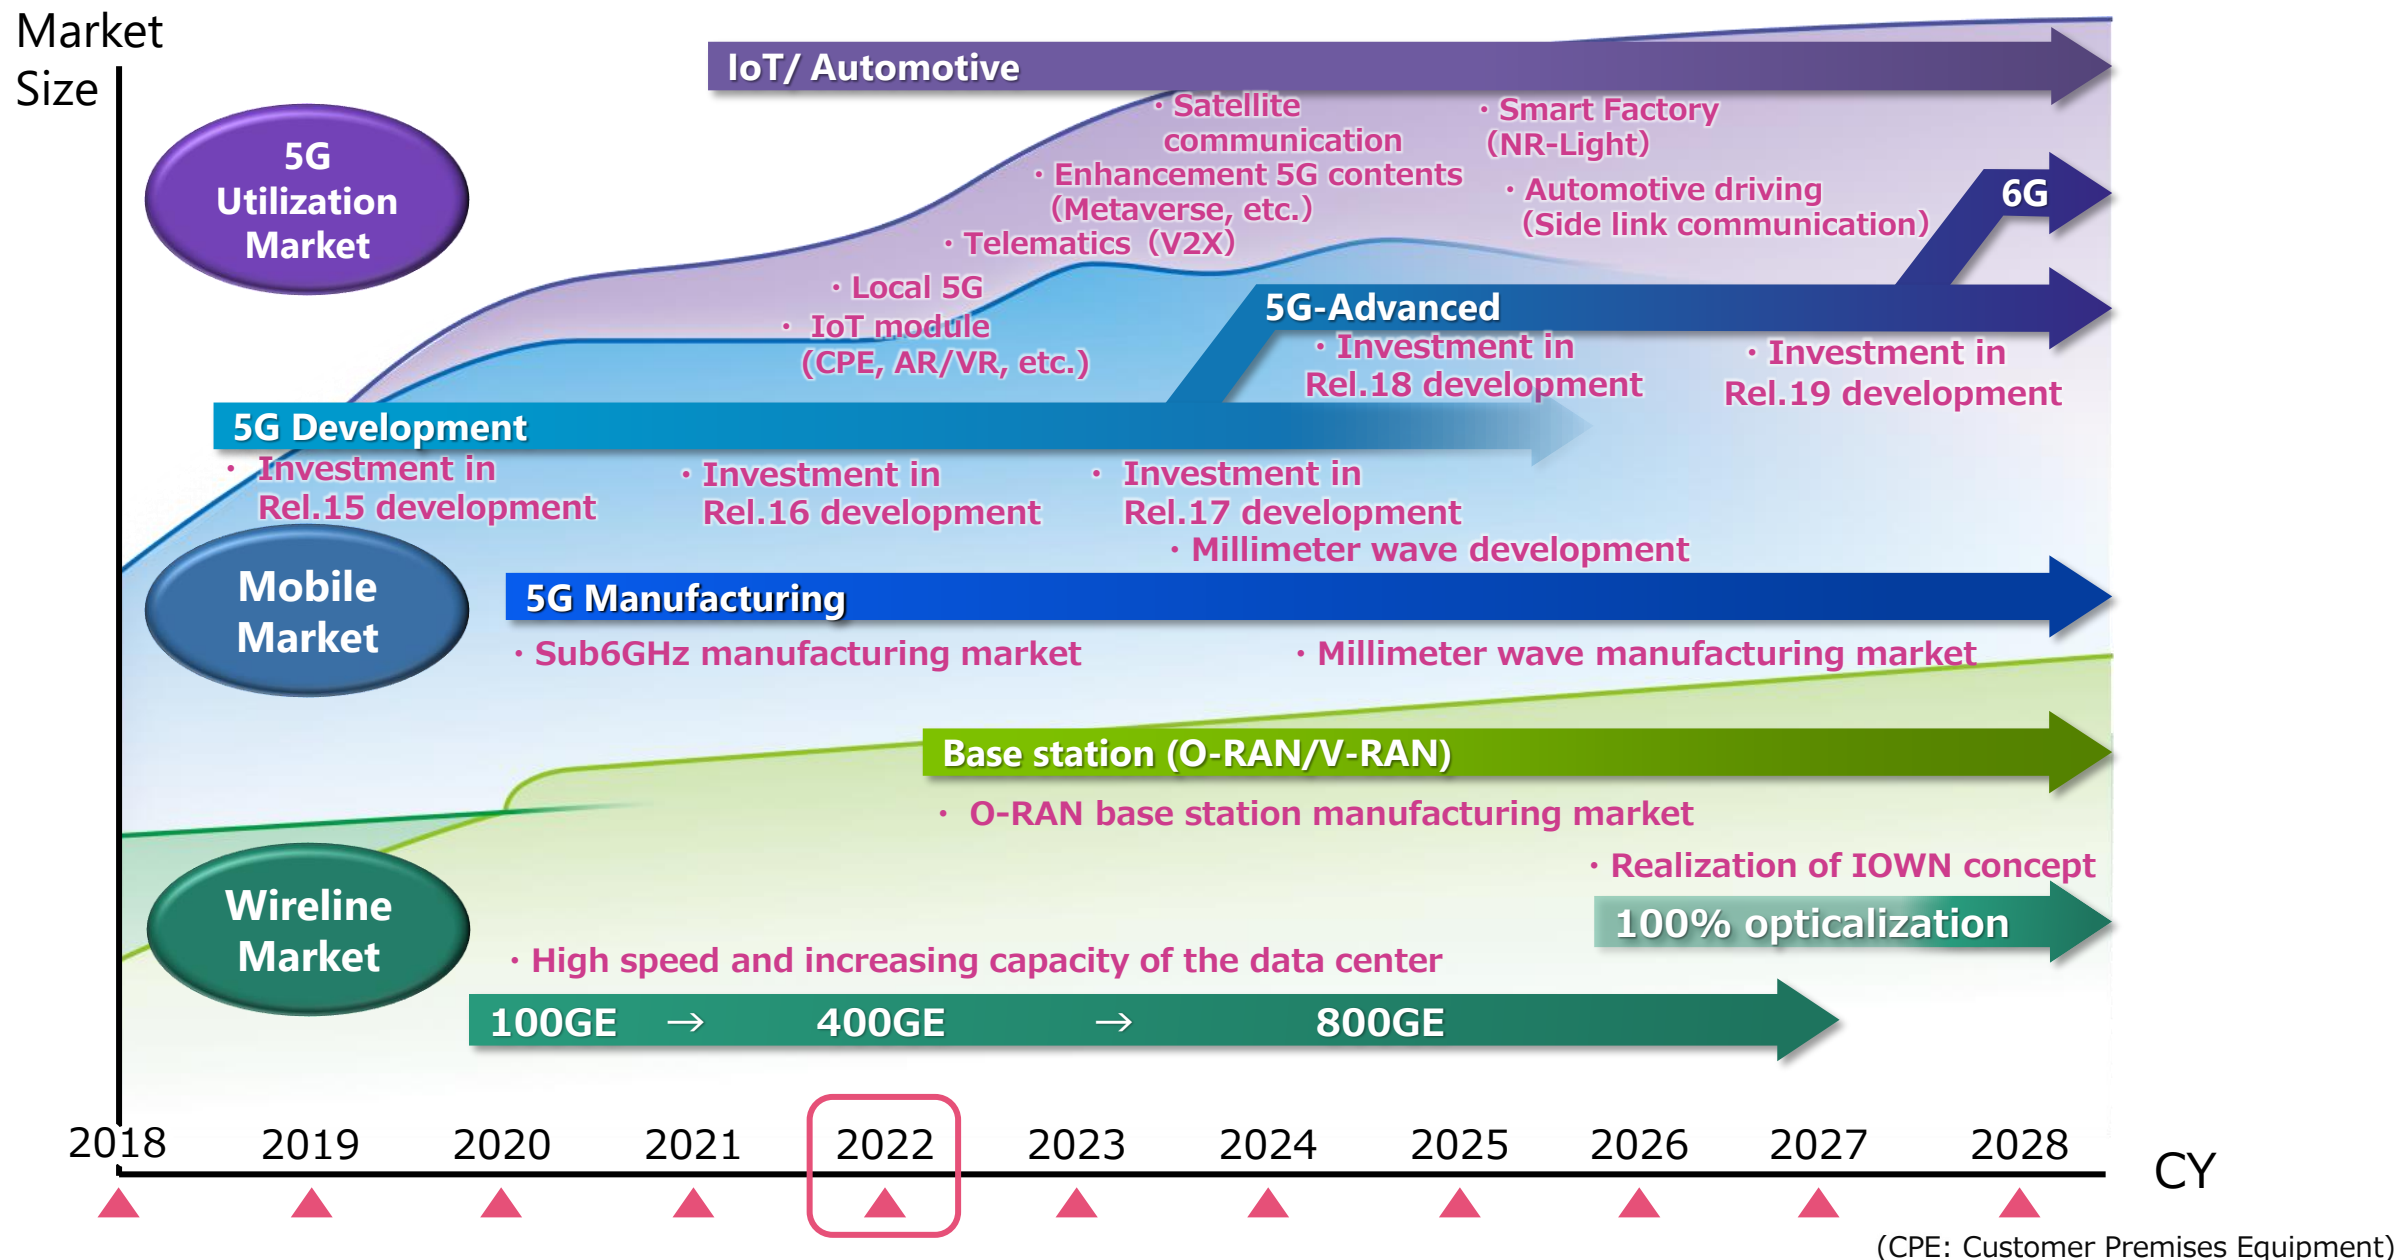 Market
Size
IoT/ Automotive
・Satellite
communication
・Smart Factory
(NR-Light)
5G
Utilization
Market
・Enhancement 5G contents
(Metaverse, etc.)
・Automotive driving
(Side link communication)
6G
・Telematics (V2X)
・Local 5G
・ IoT module
(CPE, AR/VR, etc.)
5G-Advanced
・Investment in
Rel.18 development
・Investment in
Rel.19 development
5G Development
・ Investment in
Rel.15 development
・Investment in
Rel.16 development
・ Investment in
Rel.17 development
・Millimeter wave development
Mobile
Market
5G Manufacturing
・Sub6GHz manufacturing market
・Millimeter wave manufacturing market
Base station (O-RAN/V-RAN)
・ O-RAN base station manufacturing market
・Realization of IOWN concept
100% opticalization
Wireline
Market
・High speed and increasing capacity of the data center
100GE → 400GE → 800GE
2018 2019 2020 2021 2022 2023 2024 2025 2026 2027 2028
CY
(CPE: Customer Premises Equipment)